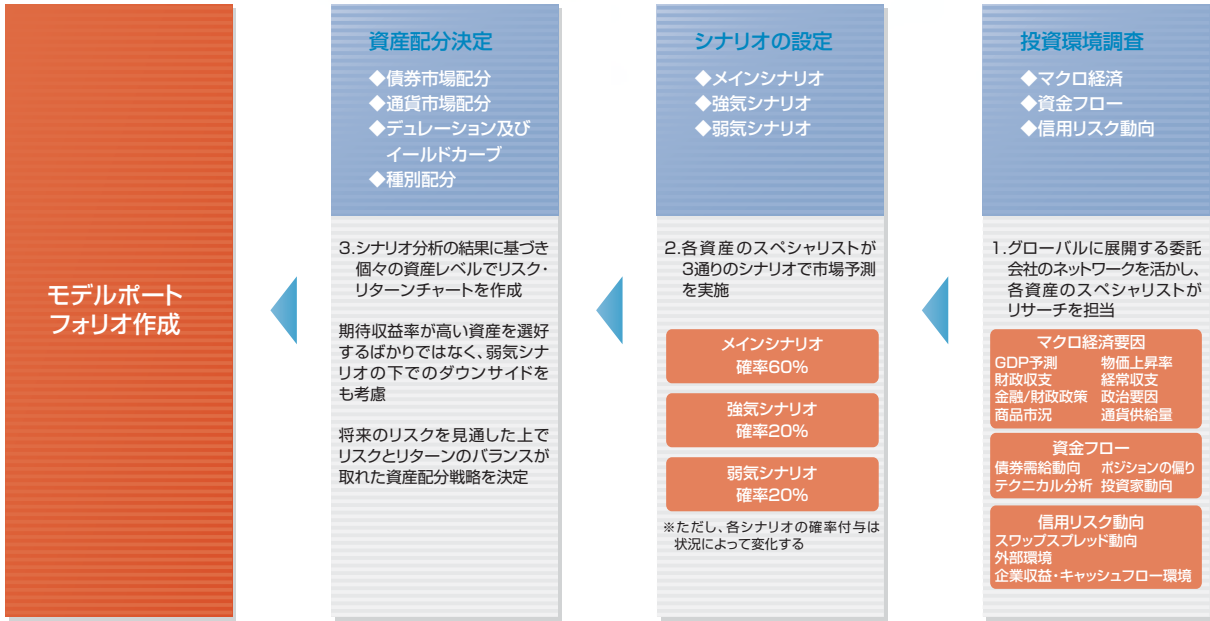 資産配分決定
◆債券市場配分
◆通貨市場配分
◆デュレーション及び
イールドカーブ
◆種別配分
シナリオの設定
◆メインシナリオ
◆強気シナリオ
◆弱気シナリオ
投資環境調査
◆マクロ経済
◆資金フロー
◆信用リスク動向
モデルポート
フォリオ作成
3.シナリオ分析の結果に基づき
個々の資産レベルでリスク・
リターンチャートを作成
期待収益率が高い資産を選好
するばかりではなく、弱気シナ
リオの下でのダウンサイドを
も考慮
将来のリスクを見通した上で
リスクとリターンのバランスが
取れた資産配分戦略を決定
2.各資産のスペシャリストが
3通りのシナリオで市場予測
を実施
メインシナリオ
確率60%
強気シナリオ
確率20%
弱気シナリオ
確率20%
※ただし、各シナリオの確率付与は
状況によって変化する
1.グローバルに展開する委託
会社のネットワークを活かし、
各資産のスペシャリストが
リサーチを担当
マクロ経済要因
GDP予測 物価上昇率
財政収支 経常収支
金融/財政政策 政治要因
商品市況 通貨供給量
資金フロー
債券需給動向 ポジションの偏り
テクニカル分析 投資家動向
信用リスク動向
スワップスプレッド動向
外部環境
企業収益・キャッシュフロー環境